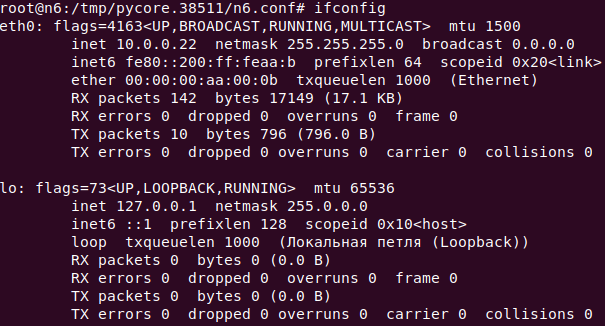 root@n6:/tmp/pycore.38511/n6.conf# ifconfig
eth0: flags=4163<UP,BROADCAST,RUNNING,MULTICAST>  mtu 1500
        inet 10.0.0.22  netmask 255.255.255.0  broadcast 0.0.0.0
        inet6 fe80::200:ff:feaa:b  prefixlen 64  scopeid 0x20<link>
        ether 00:00:00:aa:00:0b  txqueuelen 1000  (Ethernet)
        RX packets 142  bytes 17149 (17.1 KB)
        RX errors 0  dropped 0  overruns 0  frame 0
        TX packets 10  bytes 796 (796.0 B)
        TX errors 0  dropped 0 overruns 0  carrier 0  collisions 0

lo: flags=73<UP,LOOPBACK,RUNNING>  mtu 65536
        inet 127.0.0.1  netmask 255.0.0.0
        inet6 ::1  prefixlen 128  scopeid 0x10<host>
        loop  txqueuelen 1000  (Локальная петля (Loopback))
        RX packets 0  bytes 0 (0.0 B)
        RX errors 0  dropped 0  overruns 0  frame 0
        TX packets 0  bytes 0 (0.0 B)
        TX errors 0  dropped 0 overruns 0  carrier 0  collisions 0